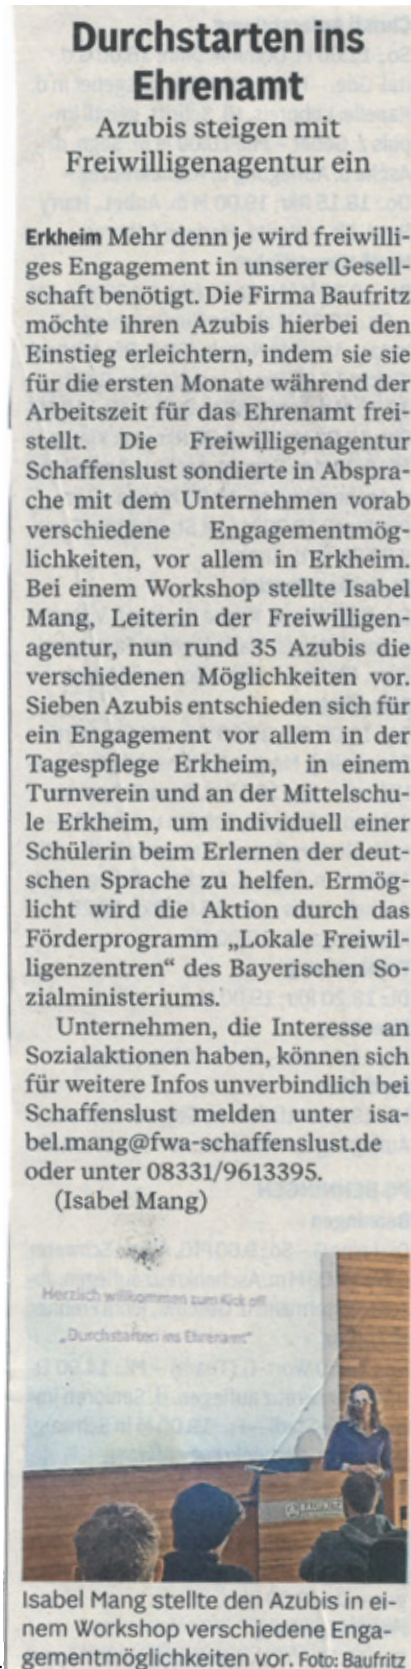 Durchstarten ins
Ehrenamt
Azubis steigen mit
Freiwilligenagentur ein
Erkheim Mehr denn je wird freiwilli-
ges Engagement in unserer Gesell-
schaft benötigt. Die Firma Baufritz
möchte ihren Azubis hierbei den
Einstieg erleichtern, indem sie sie
für die ersten Monate während der
Arbeitszeit für das Ehrenamt frei-
stellt. Die Freiwilligenagentur
Schaffenslust sondierte in Abspra-
che mit dem Unternehmen vorab
verschiedene Engagementmög-
lichkeiten, vor allem in Erkheim.
Bei einem Workshop stellte Isabel
Mang, Leiterin der Freiwilligen-
agentur, nun rund 35 Azubis die
verschiedenen Möglichkeiten vor.
Sieben Azubis entschieden sich für
ein Engagement vor allem in der
Tagespflege Erkheim, in einem
Turnverein und an der Mittelschu-
le Erkheim, um individuell einer
Schülerin beim Erlernen der deut-
schen Sprache zu helfen. Ermög-
licht wird die Aktion durch das
Förderprogramm „Lokale Freiwil-
ligenzentren“ des Bayerischen So-
zialministeriums.
Unternehmen, die Interesse an
Sozialaktionen haben, können sich
für weitere Infos unverbindlich bei
Schaffenslust melden unter isa-
bel.mang@fwa-schaffenslust.de
oder unter 08331/9613395.
(Isabel Mang)
Herzlich willkommen zum Kick off
„Durchstarten ins Ehrenamt“
BAUFRITZ
Isabel Mang stellte den Azubis in ei-
nem Workshop verschiedene Enga-
gementmöglichkeiten vor. Foto: Baufritz